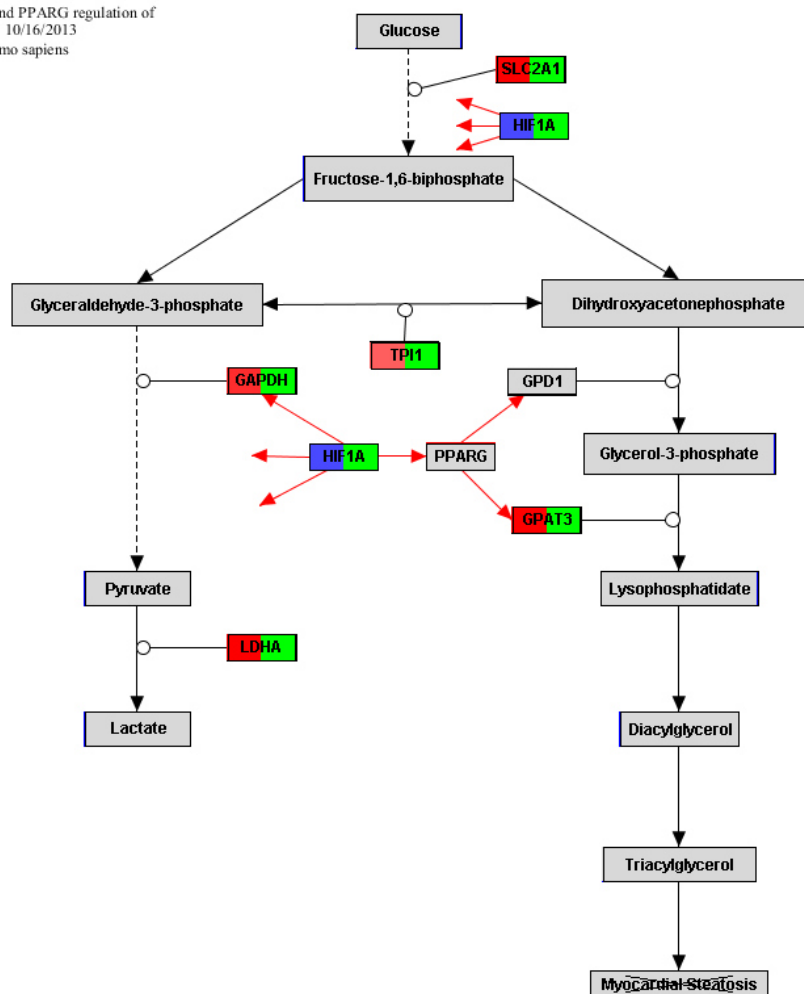 nd PPARG regulation of
10/16/2013
mo sapiens
Glucose
SLC2A1
HIF1A
Fructose-1,6-biphosphate
Glyceraldehyde-3-phosphate
Dihydroxyacetonephosphate
TPI1
GAPDH
GPD1
HIF1A
PPARG
Glycerol-3-phosphate
GPAT3
Pyruvate
Lysophosphatidate
LDHA
Lactate
Diacylglycerol
Triacylglycerol
Myocardial Steatosis